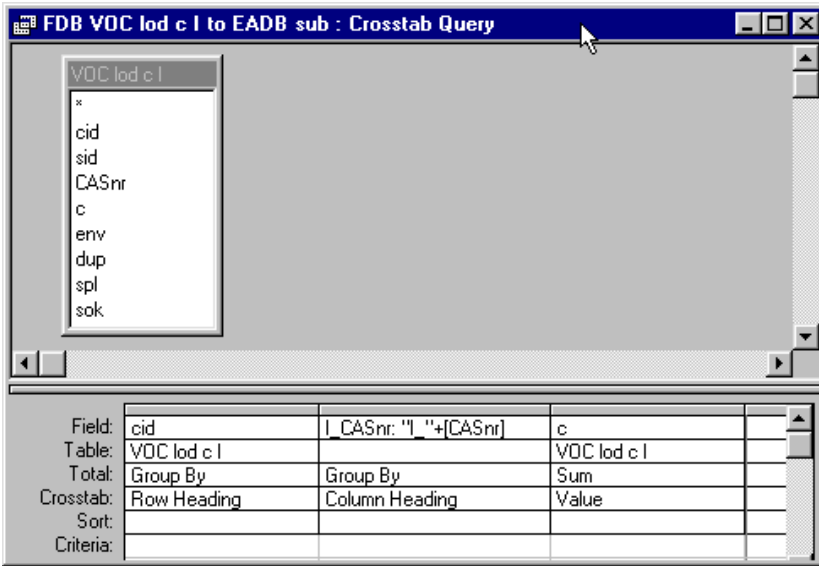 FDB VOC lod c l to EADB sub : Crosstab Query
VOC lod c l
*
cid
sid
CASnr
c
env
dup
spl
sok
Field: cid l_CASnr: "l_"+[CASnr] c
Table: VOC lod c l VOC lod c l
Total: Group By Group By Sum
Crosstab: Row Heading Column Heading Value
Sort:
Criteria: